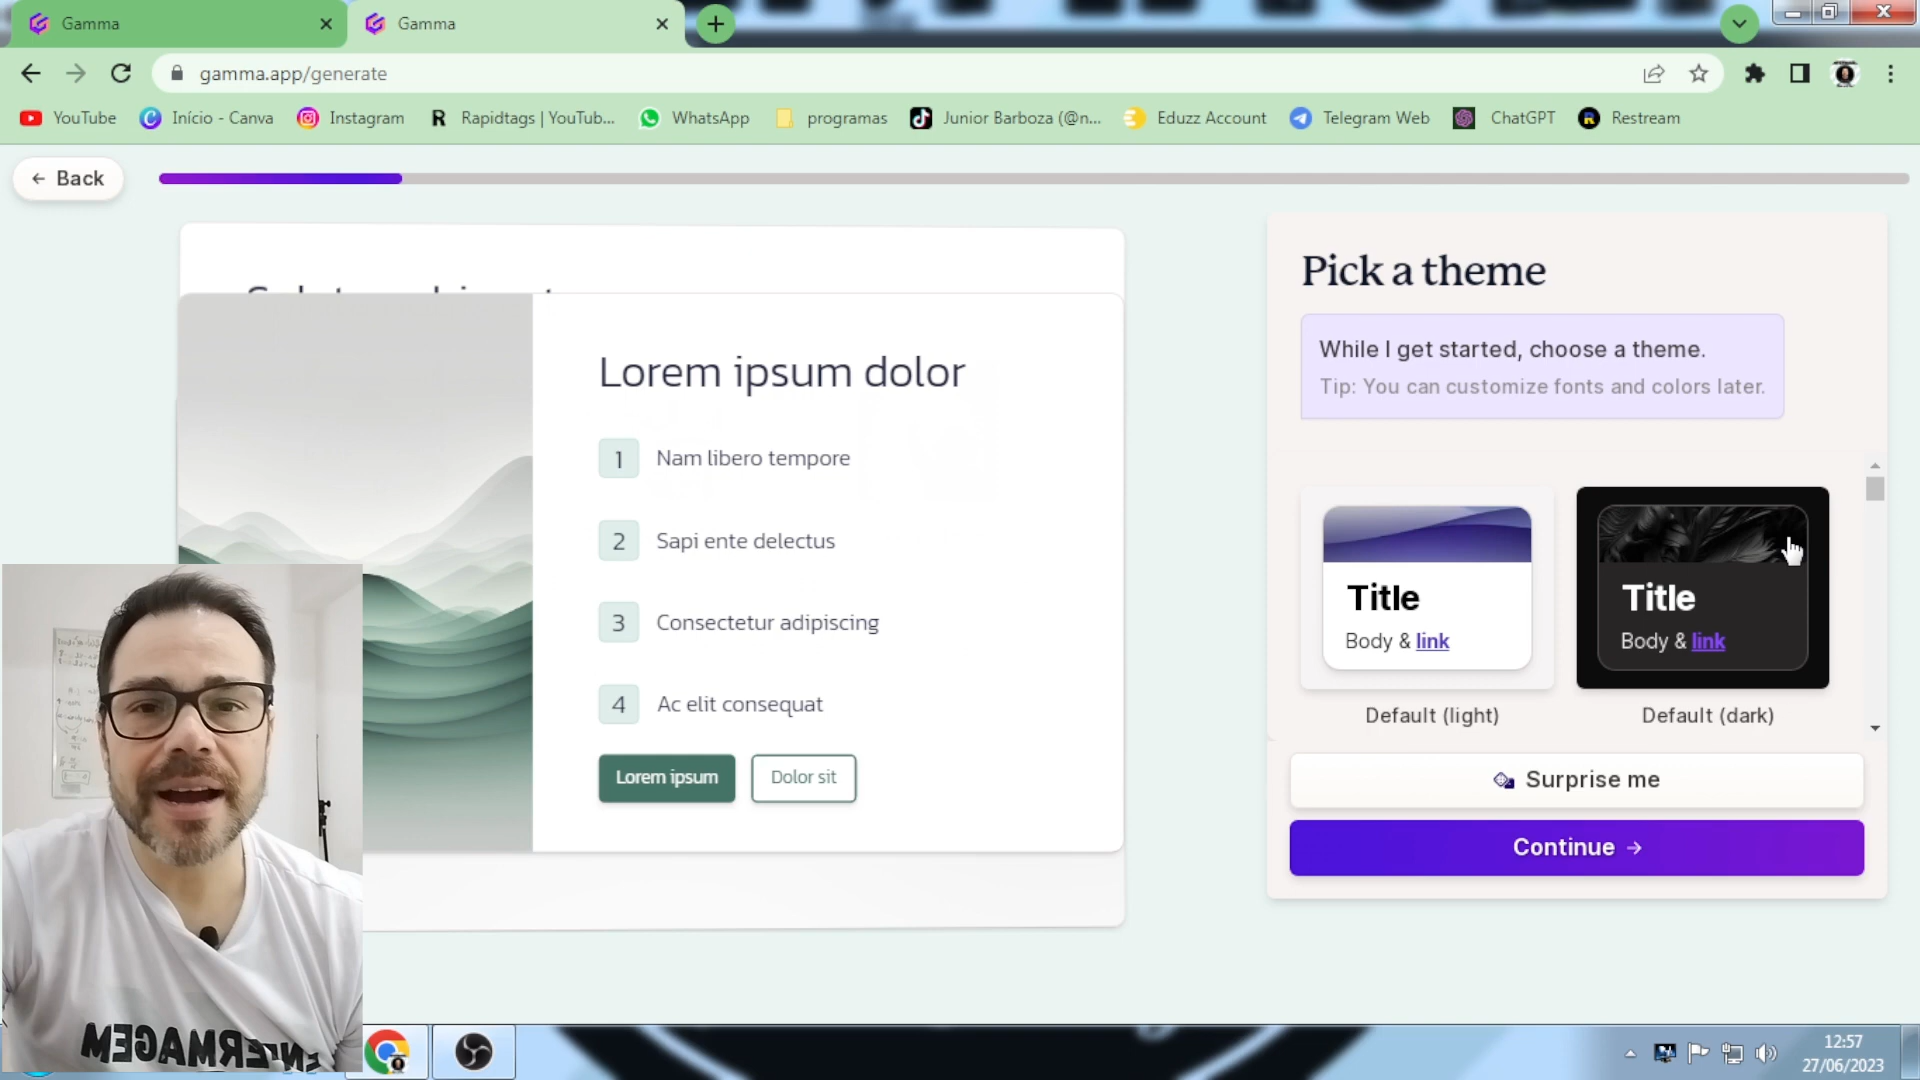 Gamma
Gamma
gamma.app/generate
YouTube
Início - Canva
Instagram
Rapidtags | YouTub...
WhatsApp
programas
Junior Barboza (@n...
Eduzz Account
Telegram Web
ChatGPT
Restream
← Back
Lorem ipsum dolor
1 Nam libero tempore
2 Sapi ente delectus
3 Consectetur adipiscing
4 Ac elit consequat
Lorem ipsum
Dolor sit
Pick a theme
While I get started, choose a theme.
Tip: You can customize fonts and colors later.
Title
Body & link
Default (light)
Title
Body & link
Default (dark)
Surprise me
Continue →
12:57
27/06/2023